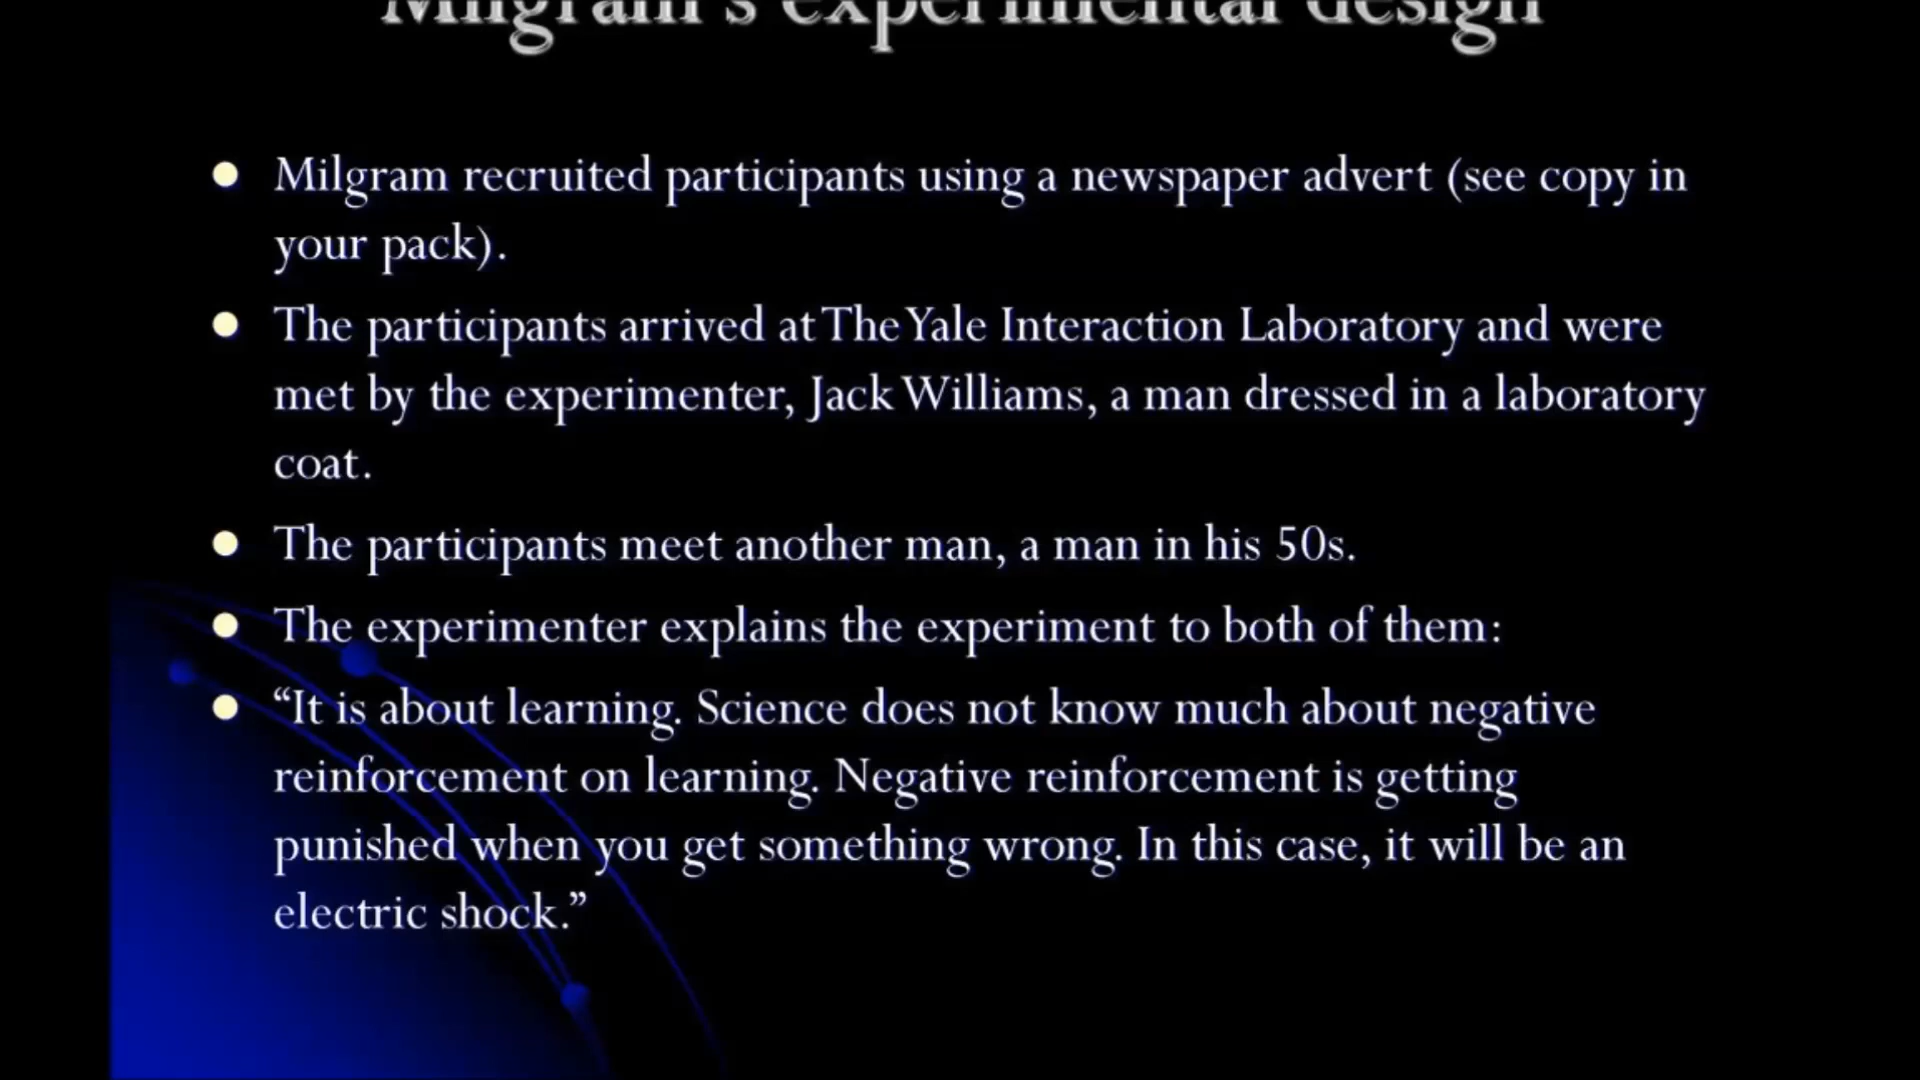 Milgram's experimental design
Milgram recruited participants using a newspaper advert (see copy in
your pack).
The participants arrived at The Yale Interaction Laboratory and were
met by the experimenter, Jack Williams, a man dressed in a laboratory
coat.
The participants meet another man, a man in his 50s.
The experimenter explains the experiment to both of them:
“It is about learning. Science does not know much about negative
reinforcement on learning. Negative reinforcement is getting
punished when you get something wrong. In this case, it will be an
electric shock.”